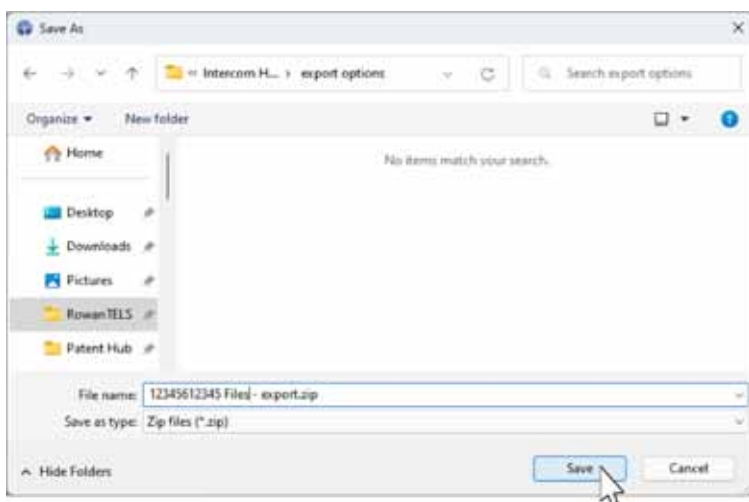 Save As
Intercom H... › export options
Search export options
Organize
New folder
Home
No items match your search.
Desktop
Downloads
Pictures
RowanTELS
Patent Hub
File name: 12345612345 Files - export.zip
Save as type: Zip files (*.zip)
Hide Folders
Save
Cancel